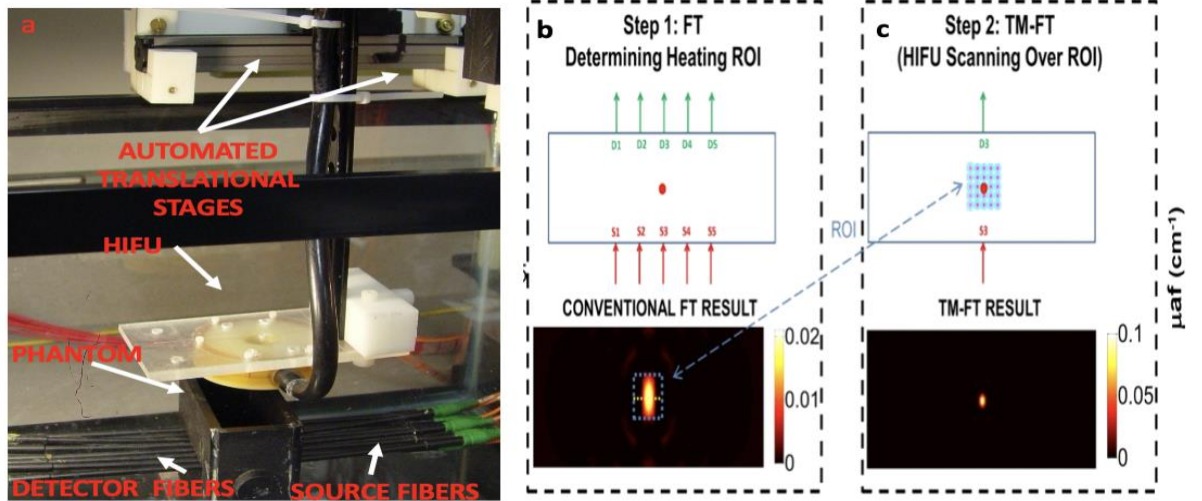 a
AUTOMATED
TRANSLATIONAL
STAGES
HIFU
PHANTOM
DETECTOR FIBERS
SOURCE FIBERS
b
Step 1: FT
Determining Heating ROI
D1 D2 D3 D4 D5
S1 S2 S3 S4 S5
CONVENTIONAL FT RESULT
0.02
0.01
0
ROI
c
Step 2: TM-FT
(HIFU Scanning Over ROI)
D3
S3
TM-FT RESULT
0.1
0.05
0
μaf (cm⁻¹)